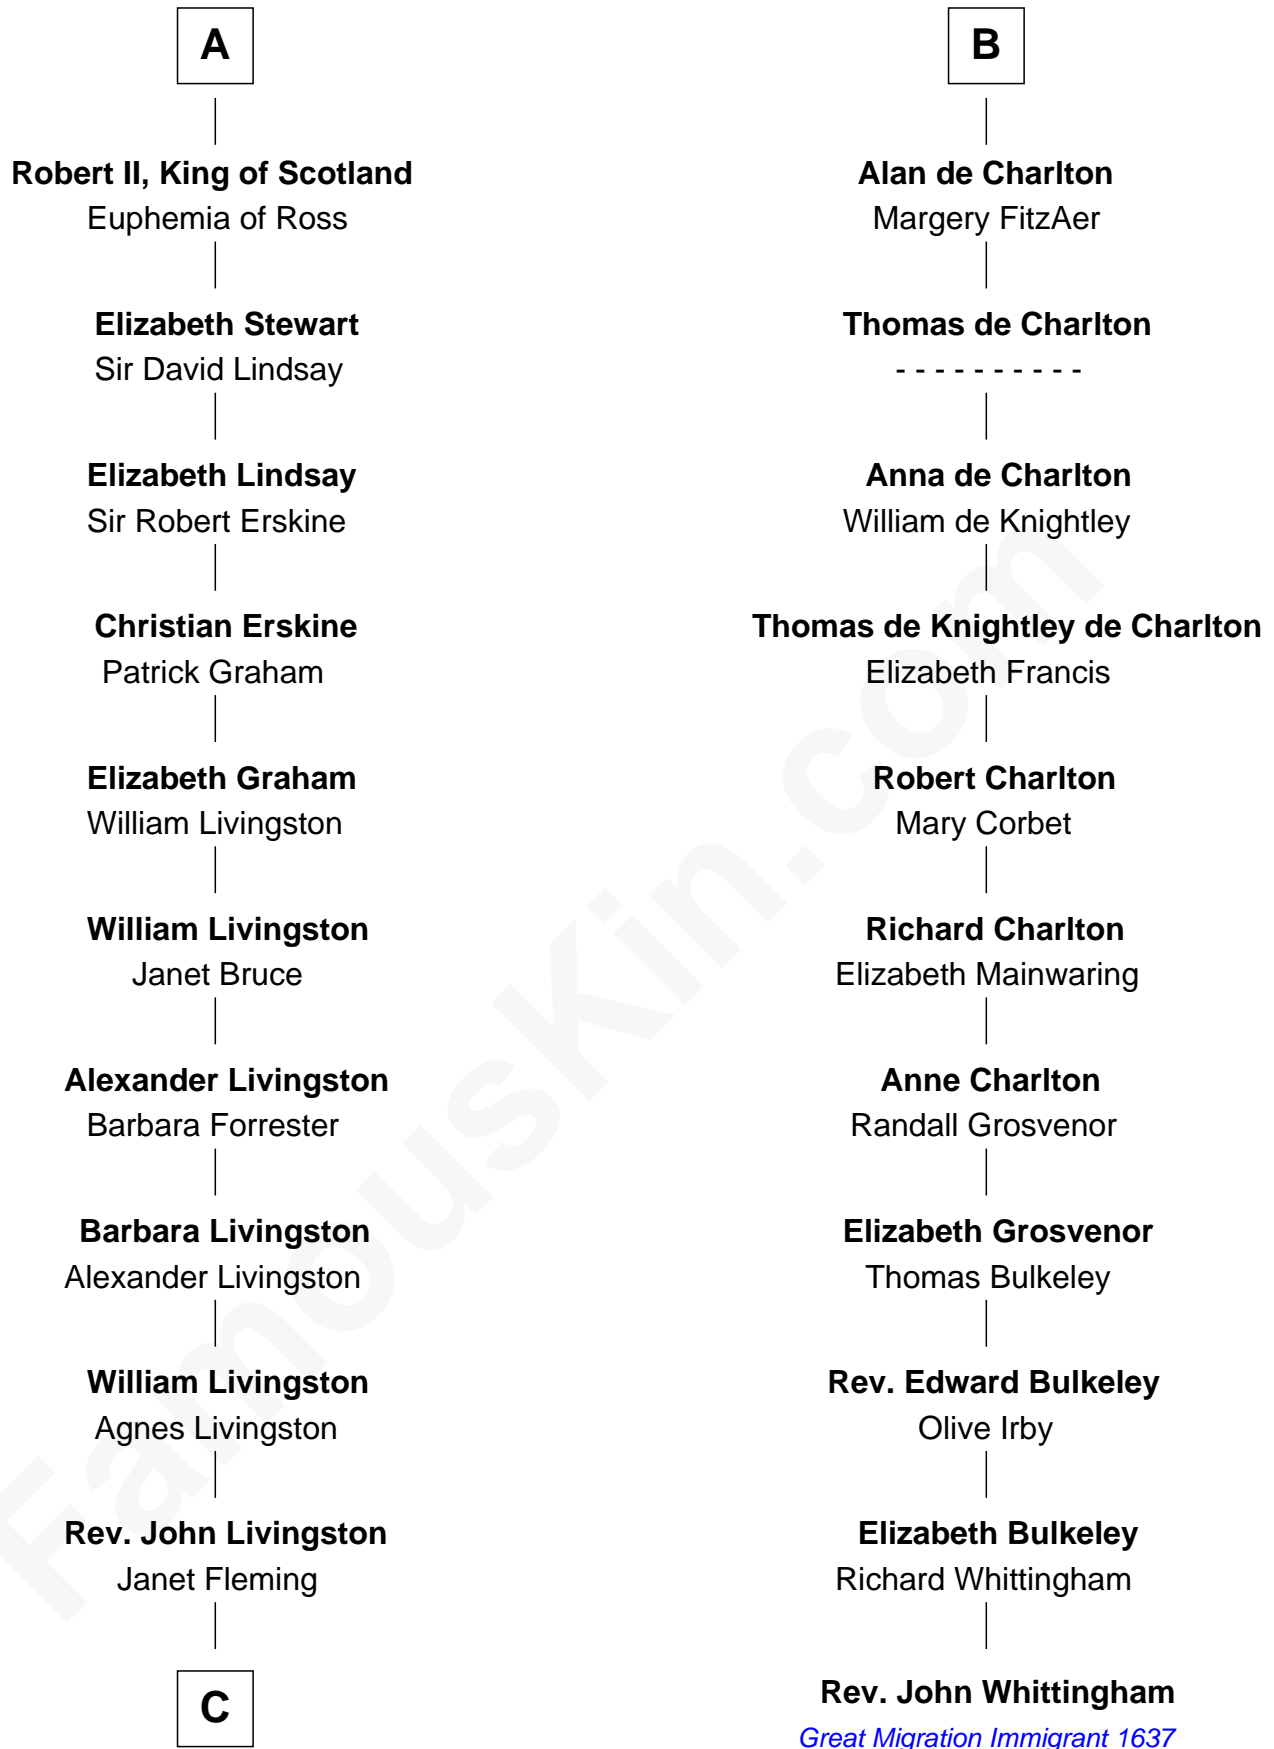 A
Robert II, King of Scotland
Euphemia of Ross
Elizabeth Stewart
Sir David Lindsay
Elizabeth Lindsay
Sir Robert Erskine
Christian Erskine
Patrick Graham
Elizabeth Graham
William Livingston
William Livingston
Janet Bruce
Alexander Livingston
Barbara Forrester
Barbara Livingston
Alexander Livingston
William Livingston
Agnes Livingston
Rev. John Livingston
Janet Fleming
C
B
Alan de Charlton
Margery FitzAer
Thomas de Charlton
- - - - - - - - - -
Anna de Charlton
William de Knightley
Thomas de Knightley de Charlton
Elizabeth Francis
Robert Charlton
Mary Corbet
Richard Charlton
Elizabeth Mainwaring
Anne Charlton
Randall Grosvenor
Elizabeth Grosvenor
Thomas Bulkeley
Rev. Edward Bulkeley
Olive Irby
Elizabeth Bulkeley
Richard Whittingham
Rev. John Whittingham
Great Migration Immigrant 1637
FamousKin.com